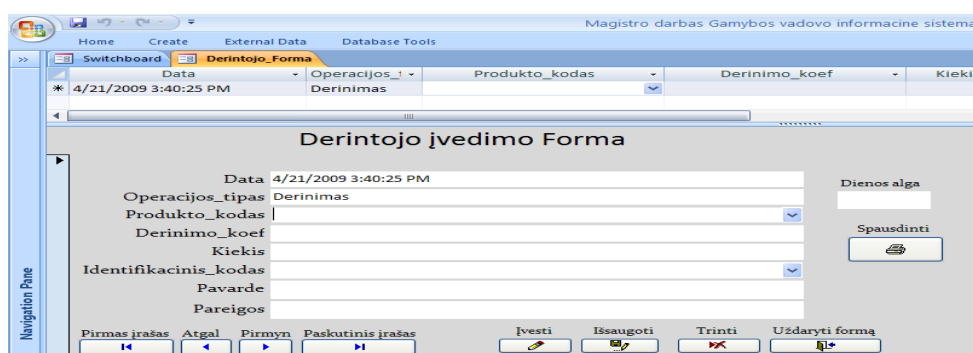 Magistro darbas Gamybos vadovo informacine sistema
Home Create External Data Database Tools
Switchboard Derintojo_Forma
Data Operacijos_t Produkto_kodas Derinimo_koef Kieki
4/21/2009 3:40:25 PM Derinimas
Derintojo įvedimo Forma
Data 4/21/2009 3:40:25 PM
Dienos alga
Operacijos_tipas Derinimas
Produkto_kodas
Spausdinti
Derinimo_koef
Kiekis
Identifikacinis_kodas
Pavarde
Pareigos
Navigation Pane
Pirmas įrašas Atgal Pirmyn Paskutinis įrašas Įvesti Išsaugoti Trinti Uždaryti formą